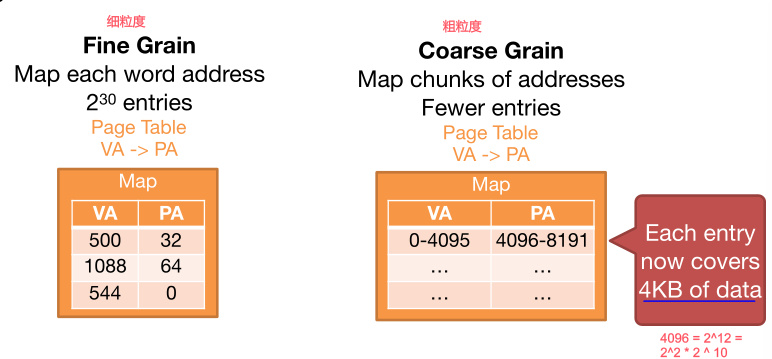 细粒度
Fine Grain
Map each word address
2³⁰ entries
Page Table
VA -> PA
Map
VA PA
500 32
1088 64
544 0
粗粒度
Coarse Grain
Map chunks of addresses
Fewer entries
Page Table
VA -> PA
Map
VA PA
0-4095 4096-8191
... ...
... ...
Each entry
now covers
4KB of data
4096 = 2^12 =
2^2 * 2 ^ 10